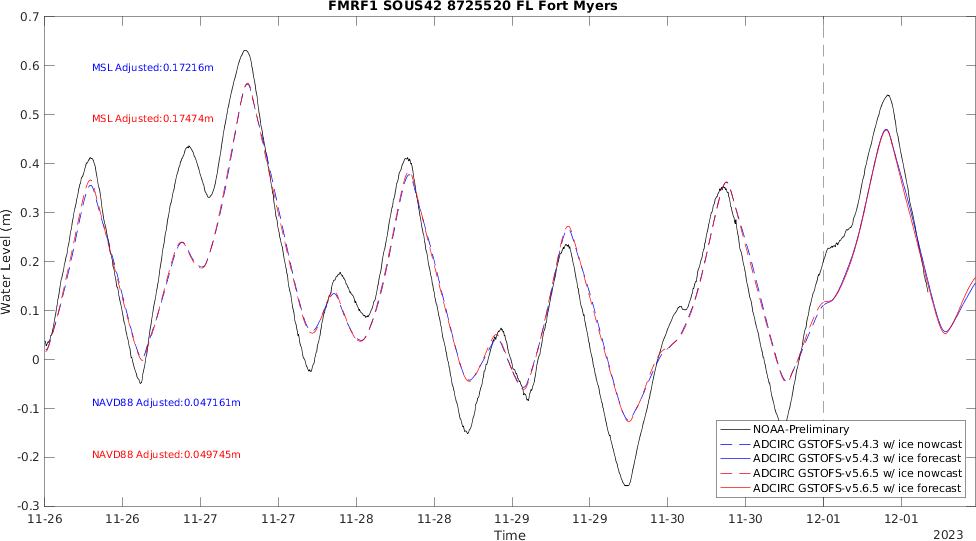 FMRF1 SOUS42 8725520 FL Fort Myers
0.7
0.6
0.5
0.4
0.3
0.2
0.1
0
-0.1
-0.2
-0.3
Water Level (m)
MSL Adjusted:0.17216m
MSL Adjusted:0.17474m
NAVD88 Adjusted:0.047161m
NAVD88 Adjusted:0.049745m
NOAA-Preliminary
ADCIRC GSTOFS-v5.4.3 w/ ice nowcast
ADCIRC GSTOFS-v5.4.3 w/ ice forecast
ADCIRC GSTOFS-v5.6.5 w/ ice nowcast
ADCIRC GSTOFS-v5.6.5 w/ ice forecast
11-26 11-26 11-27 11-27 11-28 11-28 11-29 11-29 11-30 11-30 12-01 12-01
Time
2023